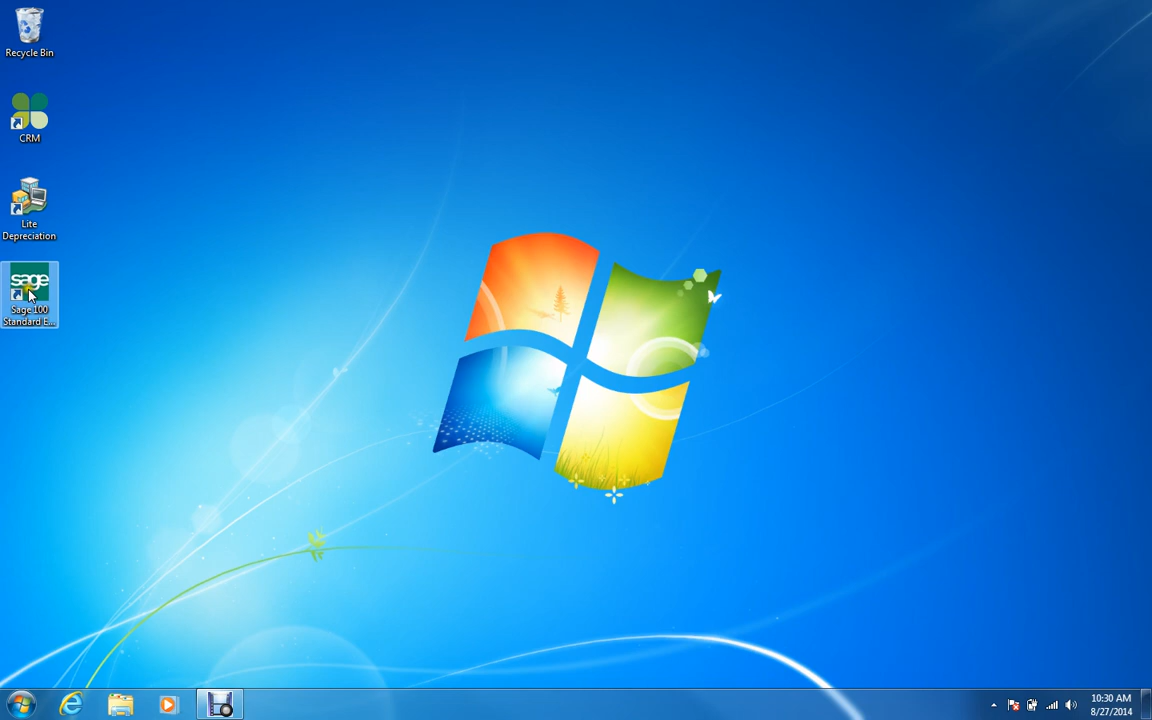 Recycle Bin
CRM
Lite
Depreciation
sage
Sage 100
Standard E...
10:30 AM
8/27/2014